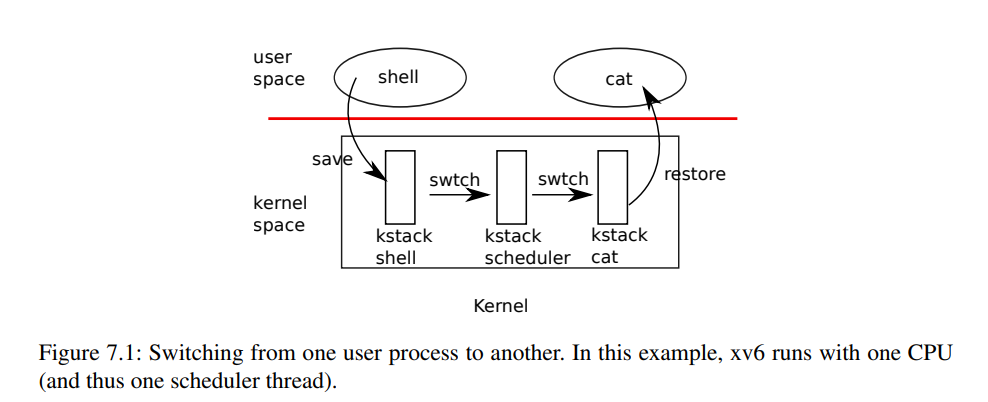 user
space
shell
cat
save
swtch
swtch
restore
kernel
space
kstack
shell
kstack
scheduler
kstack
cat
Kernel
Figure 7.1: Switching from one user process to another. In this example, xv6 runs with one CPU
(and thus one scheduler thread).